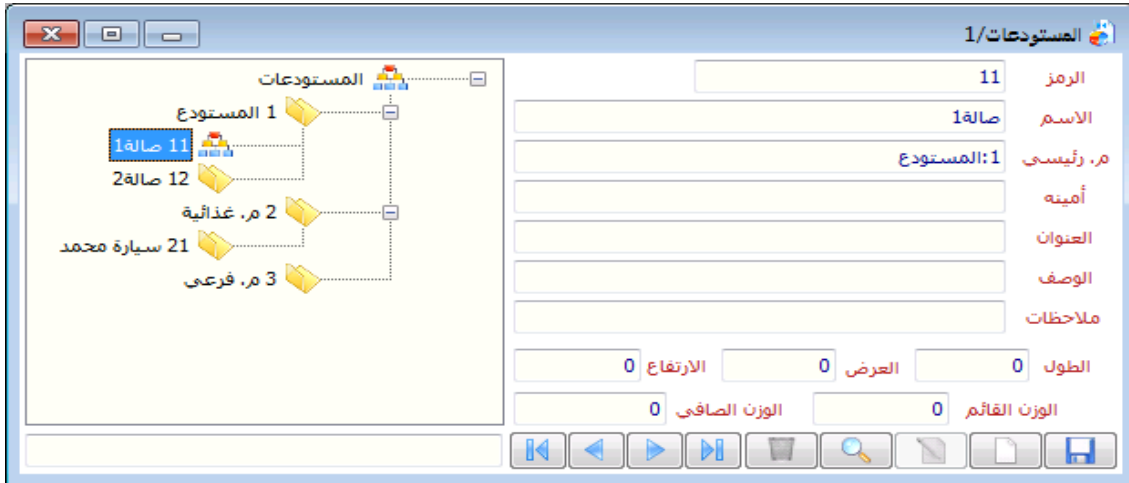 المستودعات/1
الرمز 11
الاسم صالة1
م. رئيسي 1:المستودع
أمينه
العنوان
الوصف
ملاحظات
الطول 0 العرض 0 الارتفاع 0
الوزن القائم 0 الوزن الصافي 0
المستودعات
1 المستودع
11 صالة1
12 صالة2
2 م. غذائية
21 سيارة محمد
3 م. فرعي